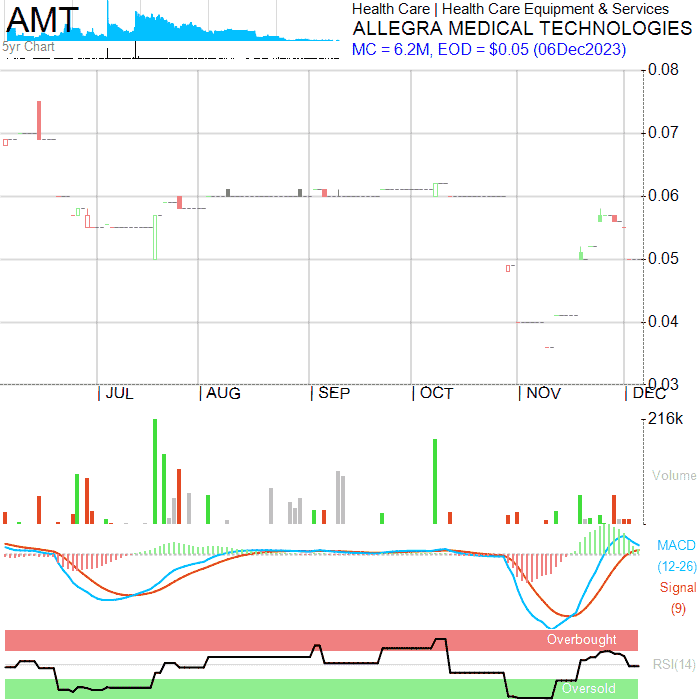 AMT
5yr Chart
Health Care | Health Care Equipment & Services
ALLEGRA MEDICAL TECHNOLOGIES
MC = 6.2M, EOD = $0.05 (06Dec2023)
0.08
0.07
0.06
0.05
0.04
0.03
JUL AUG SEP OCT NOV DEC
216k
Volume
MACD
(12-26)
Signal
(9)
Overbought
RSI(14)
Oversold